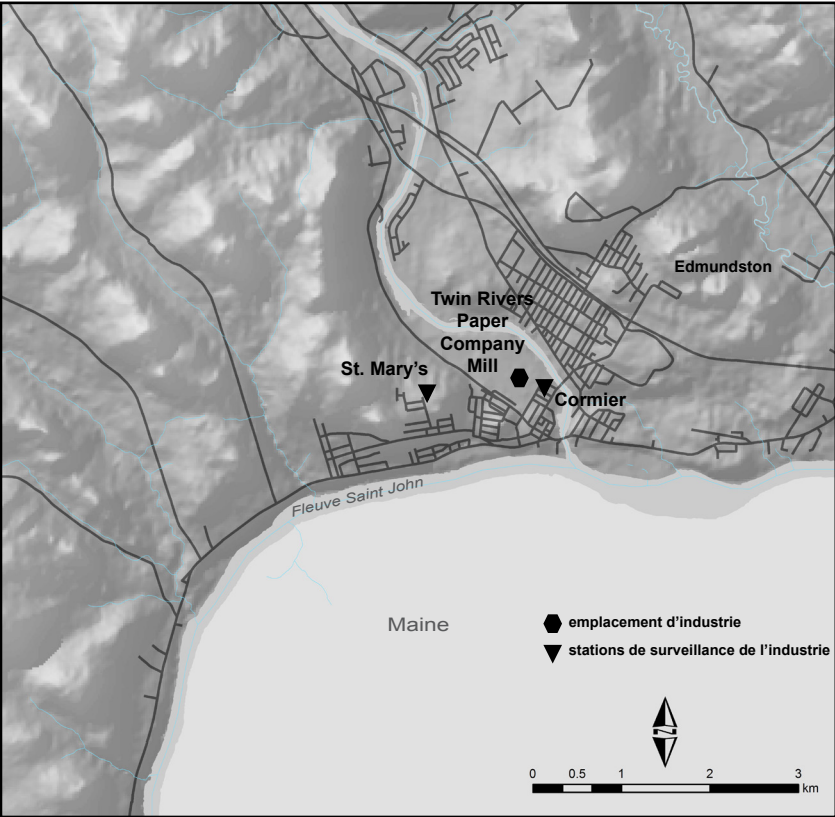 Edmundston
Twin Rivers
Paper
Company
Mill
St. Mary's
Cormier
Fleuve Saint John
Maine
emplacement d'industrie
stations de surveillance de l'industrie
N
0 0.5 1 2 3
km